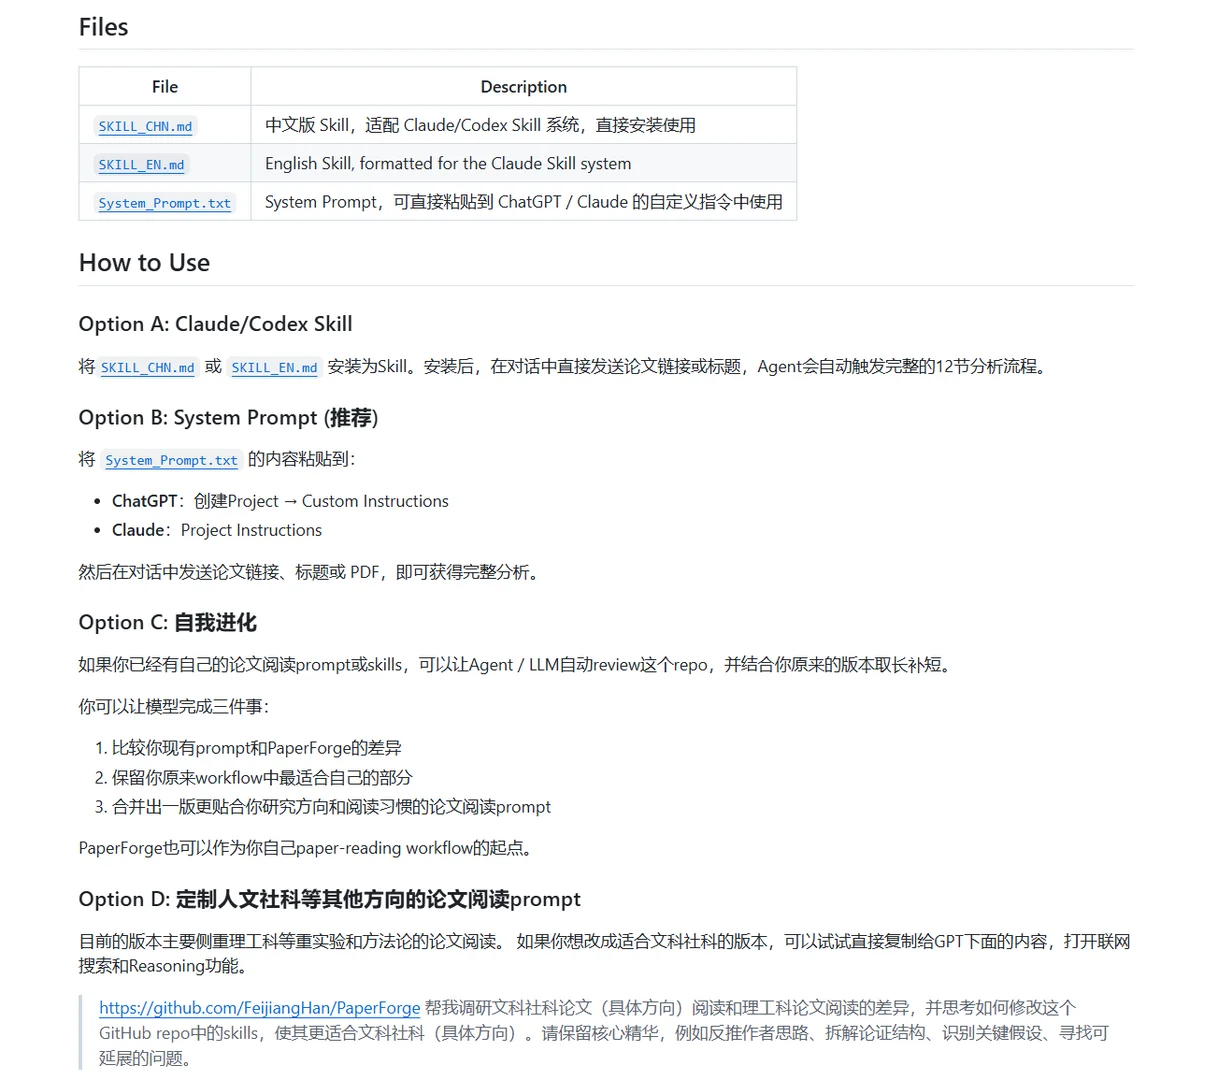 Files
File Description
SKILL_CHN.md 中文版 Skill，适配 Claude/Codex Skill 系统，直接安装使用
SKILL_EN.md English Skill, formatted for the Claude Skill system
System_Prompt.txt System Prompt，可直接粘贴到 ChatGPT / Claude 的自定义指令中使用
How to Use
Option A: Claude/Codex Skill
将 SKILL_CHN.md 或 SKILL_EN.md 安装为Skill。安装后，在对话中直接发送论文链接或标题，Agent会自动触发完整的12节分析流程。
Option B: System Prompt (推荐)
将 System_Prompt.txt 的内容粘贴到：
• ChatGPT：创建Project → Custom Instructions
• Claude：Project Instructions
然后在对话中发送论文链接、标题或 PDF，即可获得完整分析。
Option C: 自我进化
如果你已经有自己的论文阅读prompt或skills，可以让Agent / LLM自动review这个repo，并结合你原来的版本取长补短。
你可以让模型完成三件事：
1. 比较你现有prompt和PaperForge的差异
2. 保留你原来workflow中最适合自己的部分
3. 合并出一版更贴合你研究方向和阅读习惯的论文阅读prompt
PaperForge也可以作为你自己paper-reading workflow的起点。
Option D: 定制人文社科等其他方向的论文阅读prompt
目前的版本主要侧重理工科等重实验和方法论的论文阅读。 如果你想改成适合文科社科的版本，可以试试直接复制给GPT下面的内容，打开联网
搜索和Reasoning功能。
https://github.com/FeijiangHan/PaperForge 帮我调研文科社科论文（具体方向）阅读和理工科论文阅读的差异，并思考如何修改这个
GitHub repo中的skills，使其更适合文科社科（具体方向）。请保留核心精华，例如反推作者思路、拆解论证结构、识别关键假设、寻找可
延展的问题。